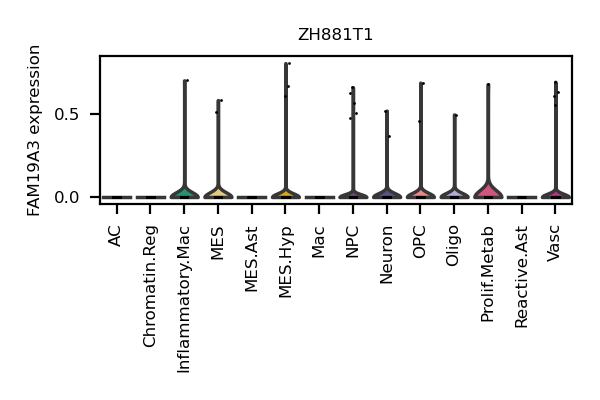 ZH881T1
FAM19A3 expression
0.5
0.0
AC
Chromatin.Reg
Inflammatory.Mac
MES
MES.Ast
MES.Hyp
Mac
NPC
Neuron
OPC
Oligo
Prolif.Metab
Reactive.Ast
Vasc